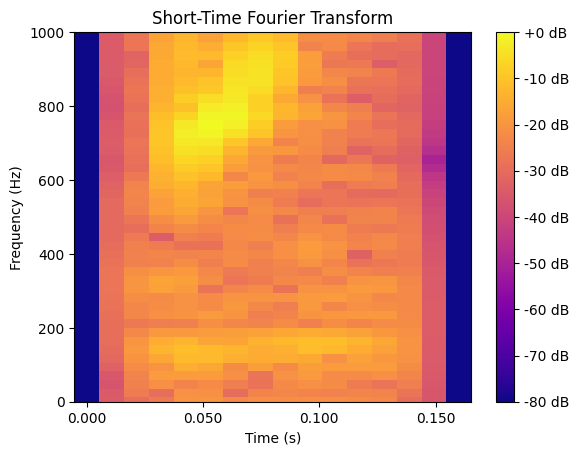 Short-Time Fourier Transform
1000
800
600
400
200
0
Frequency (Hz)
0.000
0.050
0.100
0.150
Time (s)
+0 dB
-10 dB
-20 dB
-30 dB
-40 dB
-50 dB
-60 dB
-70 dB
-80 dB